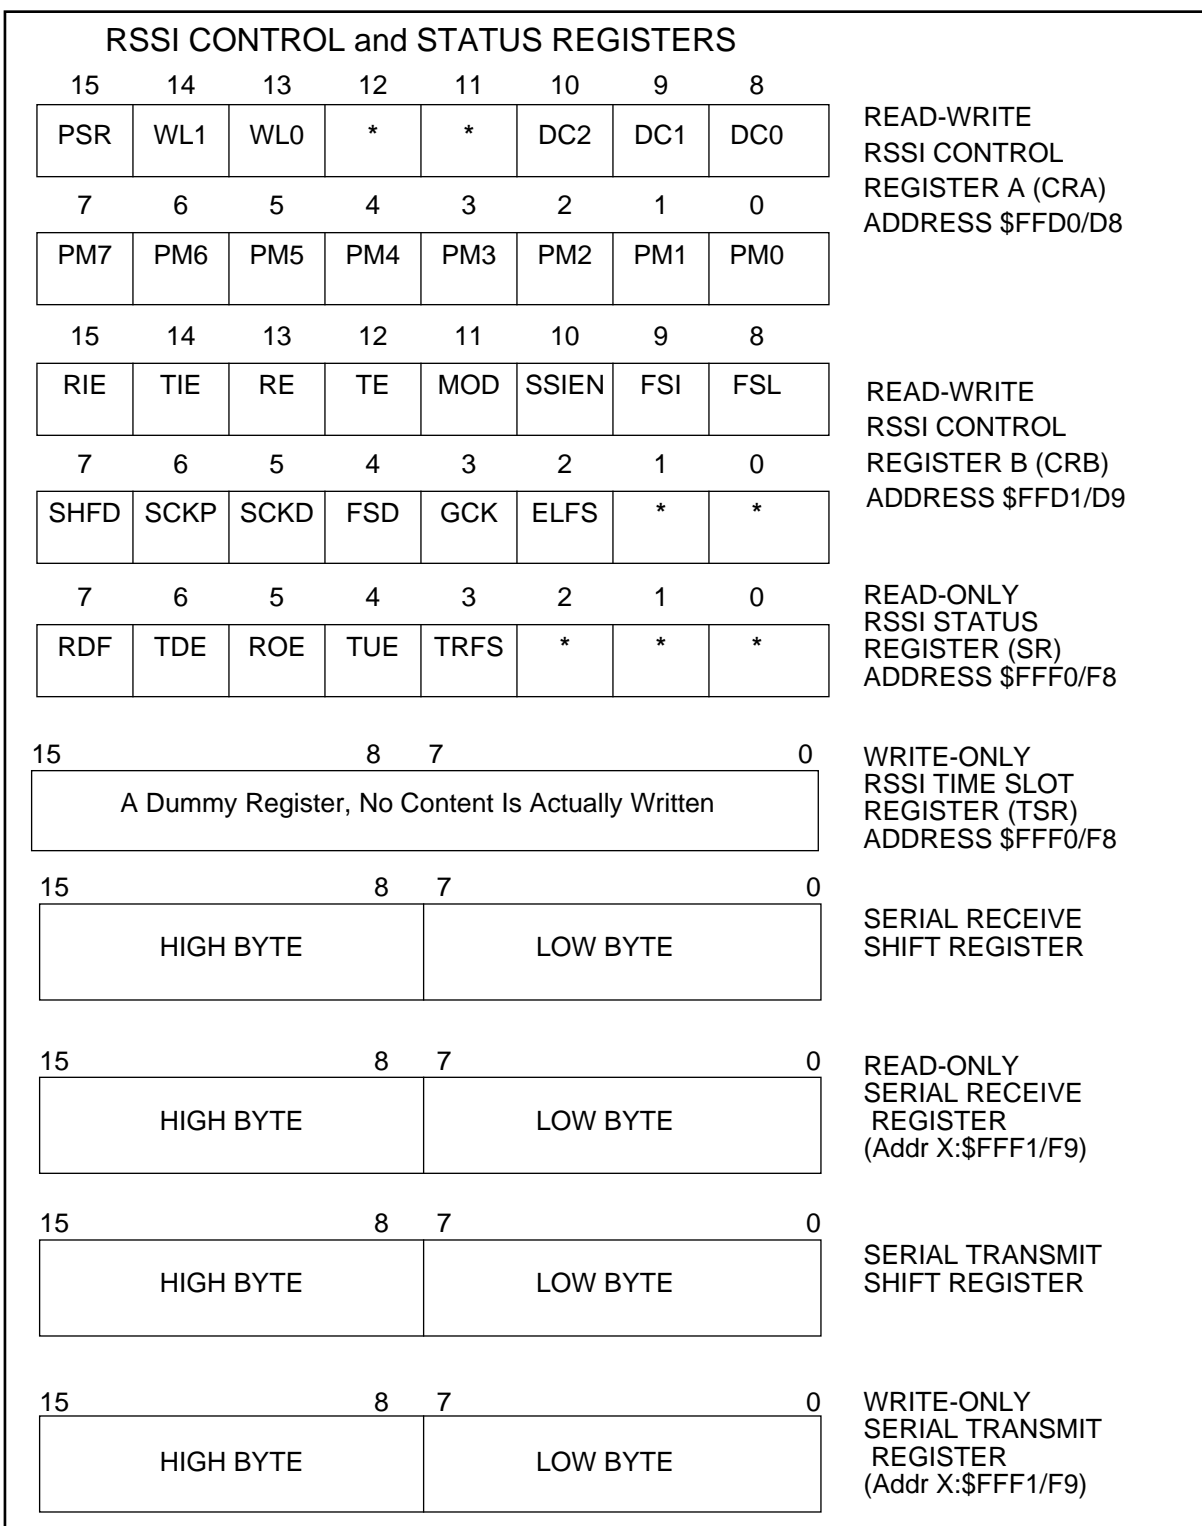 RSSI CONTROL and STATUS REGISTERS
15 14 13 12 11 10 9 8
PSR WL1 WL0 * * DC2 DC1 DC0
READ-WRITE
RSSI CONTROL
REGISTER A (CRA)
ADDRESS $FFD0/D8
7 6 5 4 3 2 1 0
PM7 PM6 PM5 PM4 PM3 PM2 PM1 PM0
15 14 13 12 11 10 9 8
RIE TIE RE TE MOD SSIEN FSI FSL
READ-WRITE
RSSI CONTROL
REGISTER B (CRB)
ADDRESS $FFD1/D9
7 6 5 4 3 2 1 0
SHFD SCKP SCKD FSD GCK ELFS * *
7 6 5 4 3 2 1 0
RDF TDE ROE TUE TRFS * * *
READ-ONLY
RSSI STATUS
REGISTER (SR)
ADDRESS $FFF0/F8
15 8 7 0
A Dummy Register, No Content Is Actually Written
WRITE-ONLY
RSSI TIME SLOT
REGISTER (TSR)
ADDRESS $FFF0/F8
15 8 7 0
HIGH BYTE LOW BYTE
SERIAL RECEIVE
SHIFT REGISTER
15 8 7 0
HIGH BYTE LOW BYTE
READ-ONLY
SERIAL RECEIVE
REGISTER
(Addr X:$FFF1/F9)
15 8 7 0
HIGH BYTE LOW BYTE
SERIAL TRANSMIT
SHIFT REGISTER
15 8 7 0
HIGH BYTE LOW BYTE
WRITE-ONLY
SERIAL TRANSMIT
REGISTER
(Addr X:$FFF1/F9)